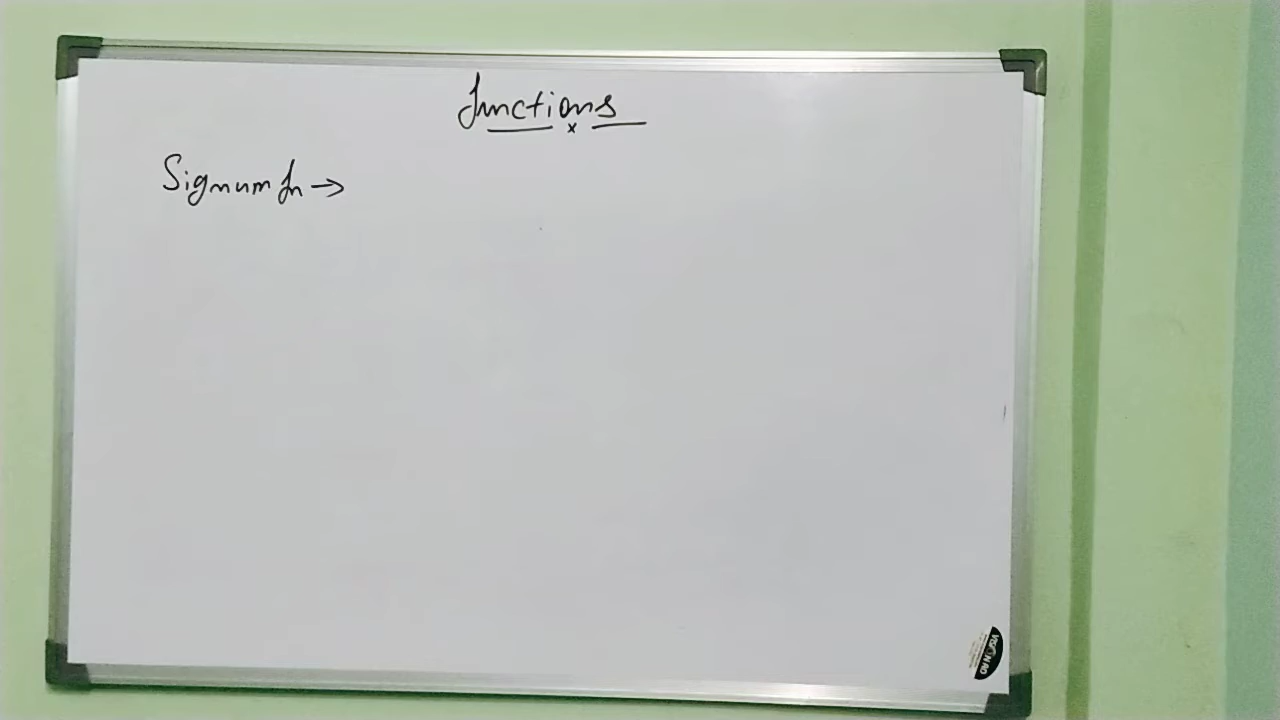 functions
x
Signum fn →